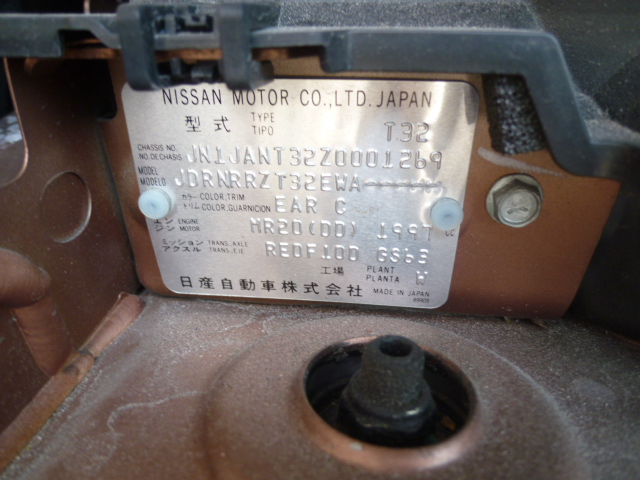 NISSAN MOTOR CO.,LTD. JAPAN
型式 TYPE TIPO T32
CHASSIS NO. NO.DECHASIS JN1JANT32Z0001269
MODEL MODELO JDRNRRZT32EWA-----
カラー COLOR,TRIM トリム COLOR,GUARNICION EAR C
エンジン ENGINE MOTOR MR20(DD) 1997 CC
ミッション TRANS. AXLE アクスル TRANS. EJE RE0F10D GS63
工場 PLANT PLANTA W
日産自動車株式会社 MADE IN JAPAN